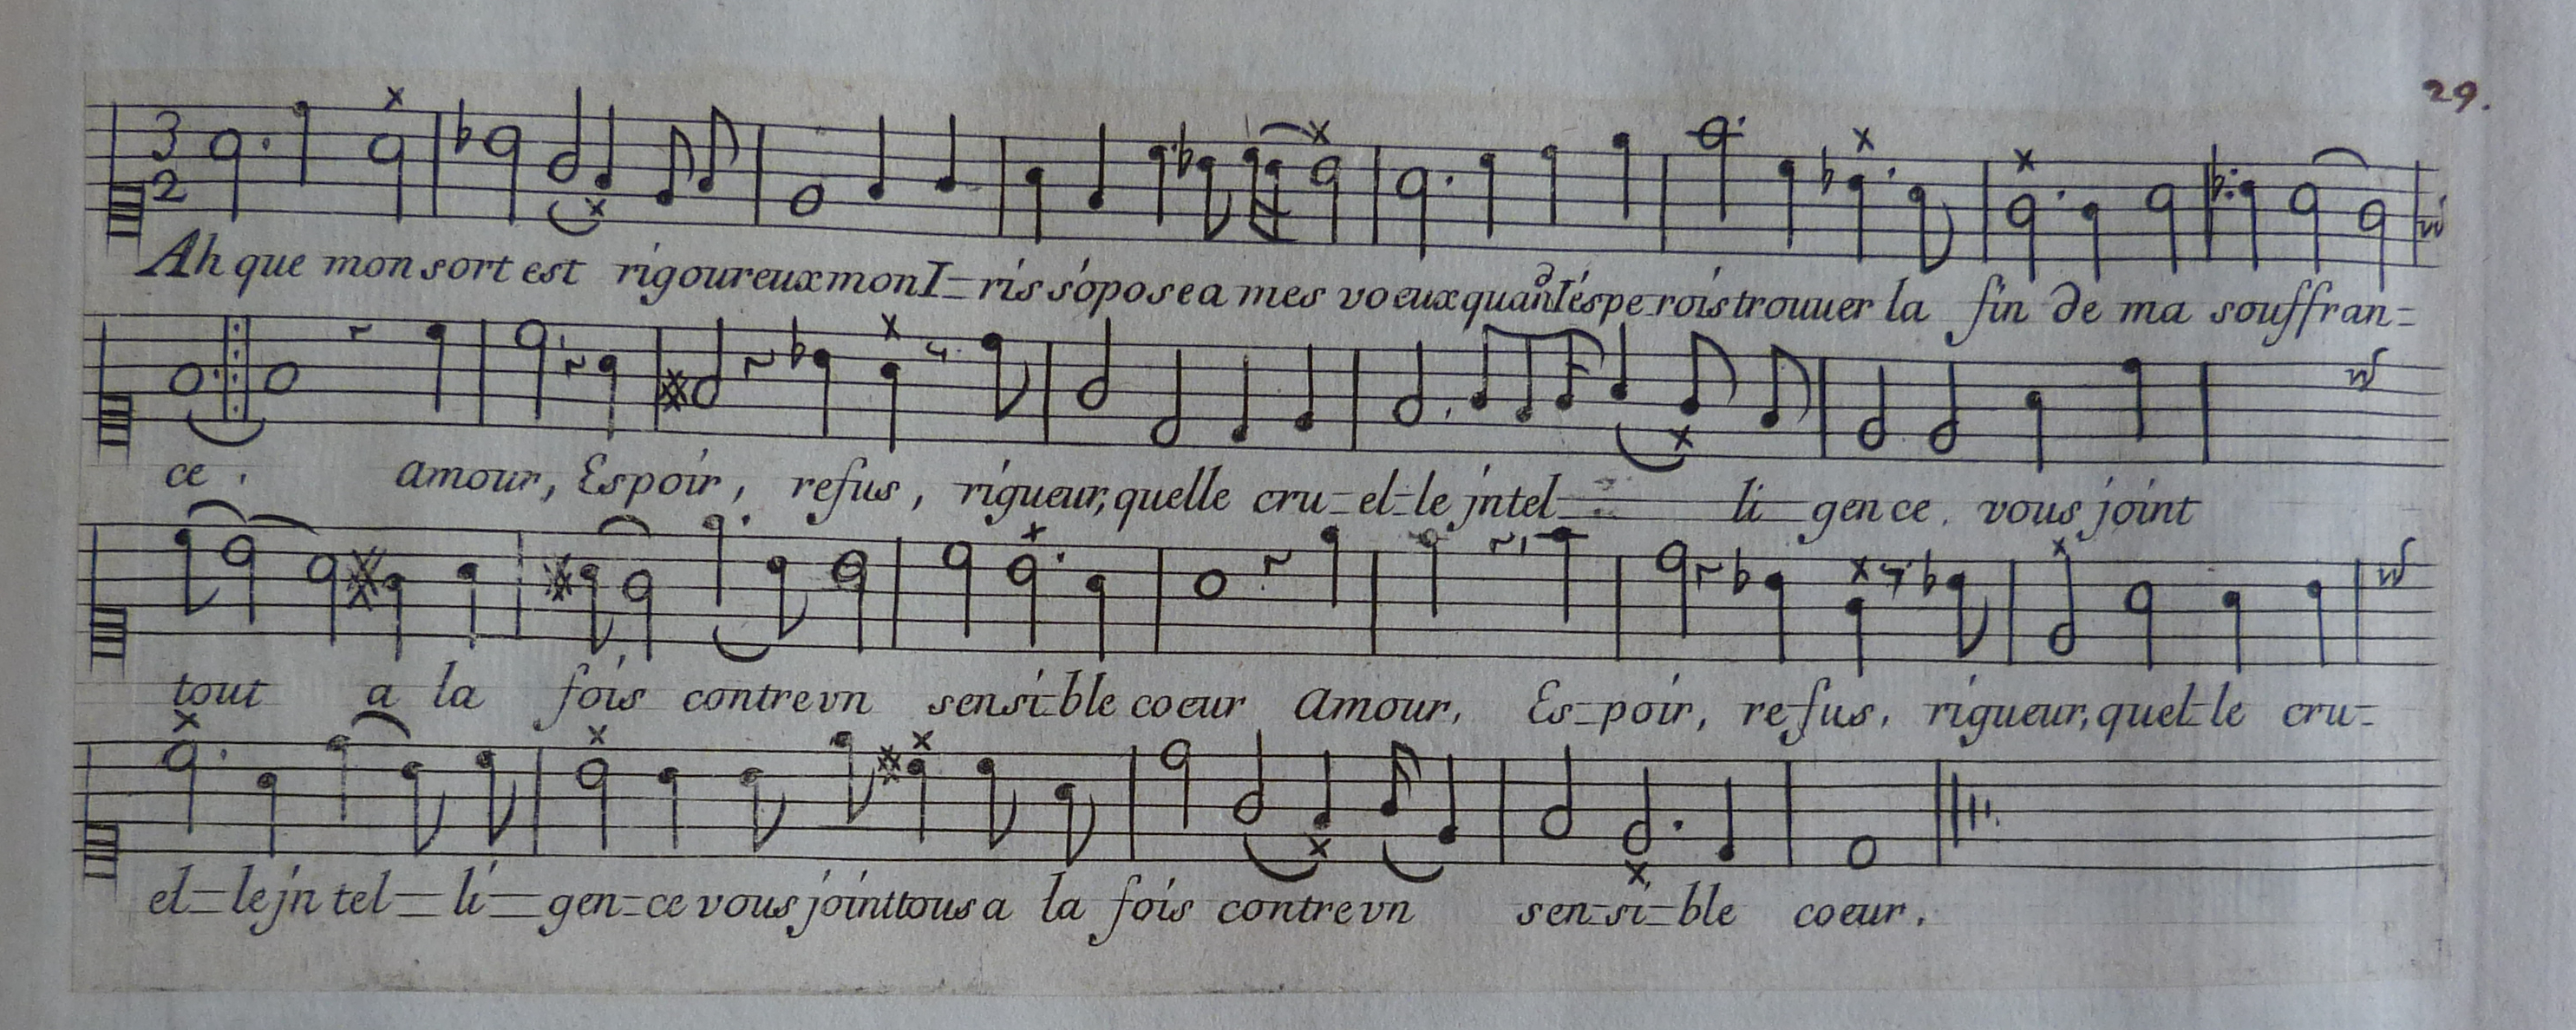 29.
3
2
Ah que mon sort est rigoureux mon I-ris s'opose a mes voeux quand I'espe-rois trouuer la fin de ma souffran-
ce. amour, Espoir, refus, rigueur, quelle cru-el-le jntel- li-gence. vous joint
tout a la fois contre vn sensi-ble coeur Amour, Es-poir, re-fus, rigueur, quel-le cru-
el-le jn tel-li-gen-ce vous joint tous a la fois contre vn sen-si-ble coeur.